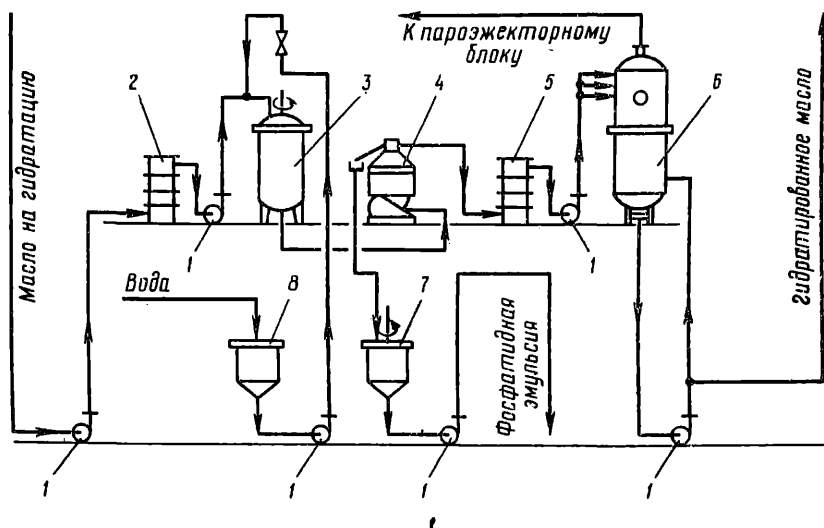 К пароэжекторному
блоку
Масло на гидратацию
2
3
4
5
6
1
1
Гидратированное масло
Вода
8
7
Фосфатидная
эмульсия
1
1
1
1